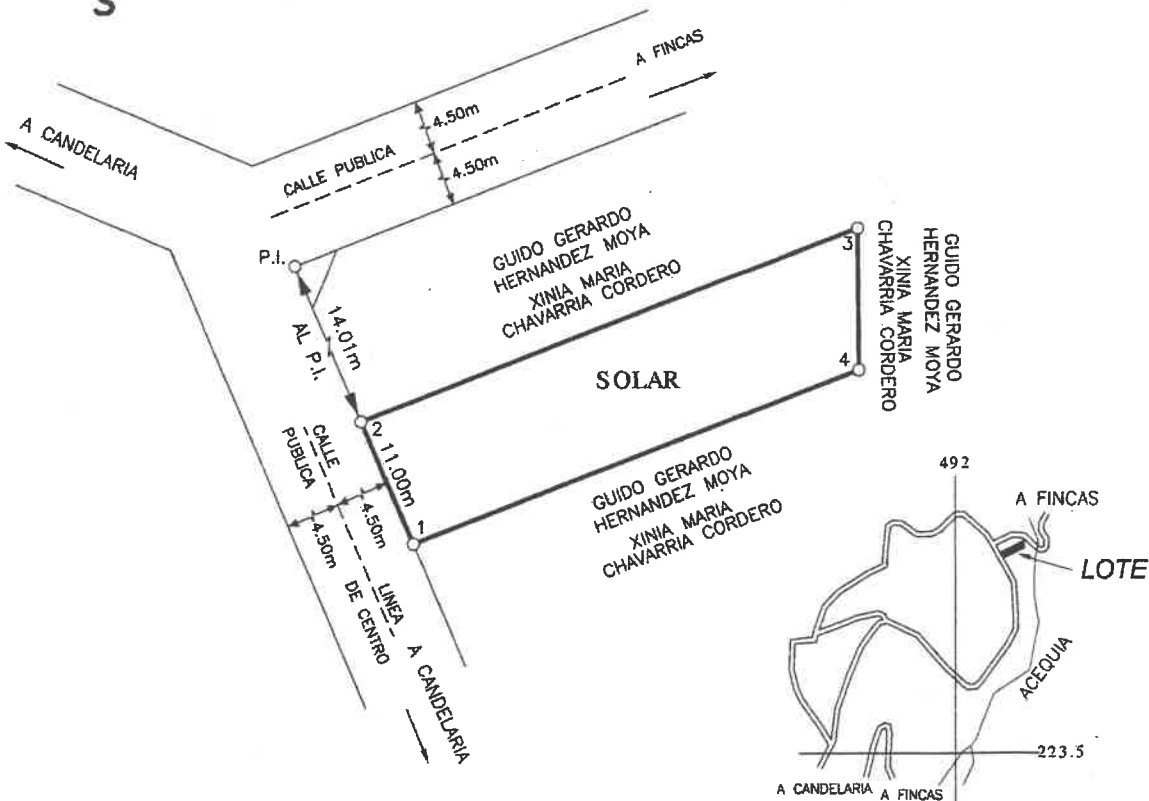 S
A CANDELARIA
CALLE PUBLICA
4.50m
4.50m
A FINCAS
P.I.
14.01m
AL P.I.
GUIDO GERARDO
HERNANDEZ MOYA
XINIA MARIA
CHAVARRIA CORDERO
3
GUIDO GERARDO
HERNANDEZ MOYA
XINIA MARIA
CHAVARRIA CORDERO
4
SOLAR
2
11.00m
1
CALLE
PUBLICA
4.50m
4.50m
LINEA
DE CENTRO
A CANDELARIA
GUIDO GERARDO
HERNANDEZ MOYA
XINIA MARIA
CHAVARRIA CORDERO
492
A FINCAS
LOTE
ACEQUIA
223.5
A CANDELARIA
A FINCAS